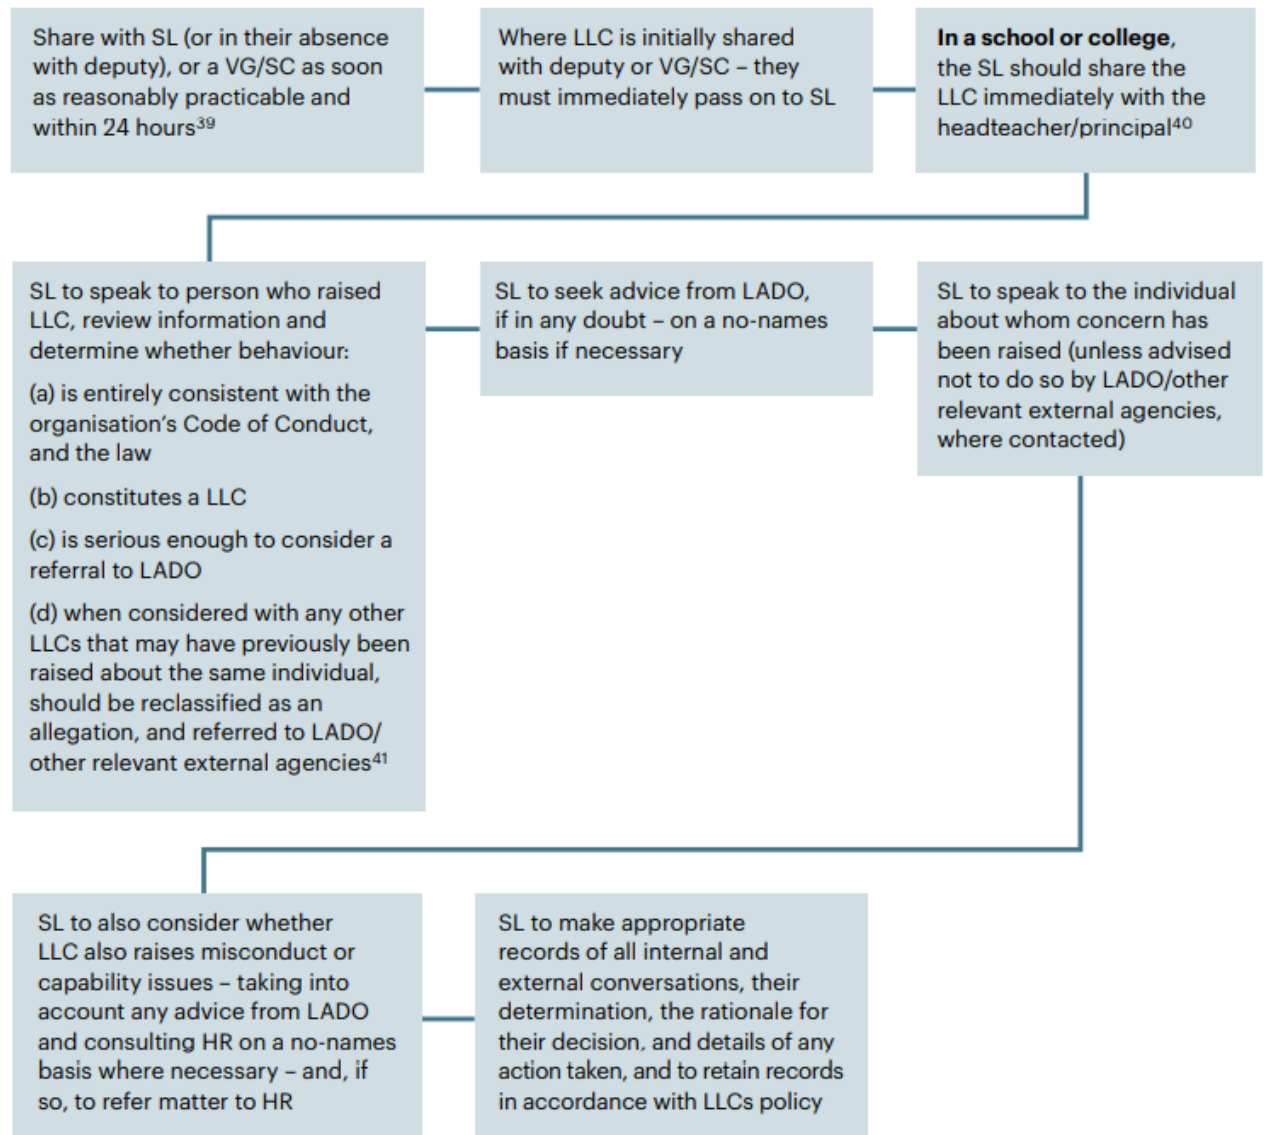 Share with SL (or in their absence
with deputy), or a VG/SC as soon
as reasonably practicable and
within 24 hours³⁹
Where LLC is initially shared
with deputy or VG/SC – they
must immediately pass on to SL
In a school or college,
the SL should share the
LLC immediately with the
headteacher/principal⁴⁰
SL to speak to person who raised
LLC, review information and
determine whether behaviour:
(a) is entirely consistent with the
organisation’s Code of Conduct,
and the law
(b) constitutes a LLC
(c) is serious enough to consider a
referral to LADO
(d) when considered with any other
LLCs that may have previously been
raised about the same individual,
should be reclassified as an
allegation, and referred to LADO/
other relevant external agencies⁴¹
SL to seek advice from LADO,
if in any doubt – on a no-names
basis if necessary
SL to speak to the individual
about whom concern has
been raised (unless advised
not to do so by LADO/other
relevant external agencies,
where contacted)
SL to also consider whether
LLC also raises misconduct or
capability issues – taking into
account any advice from LADO
and consulting HR on a no-names
basis where necessary – and, if
so, to refer matter to HR
SL to make appropriate
records of all internal and
external conversations, their
determination, the rationale for
their decision, and details of any
action taken, and to retain records
in accordance with LLCs policy